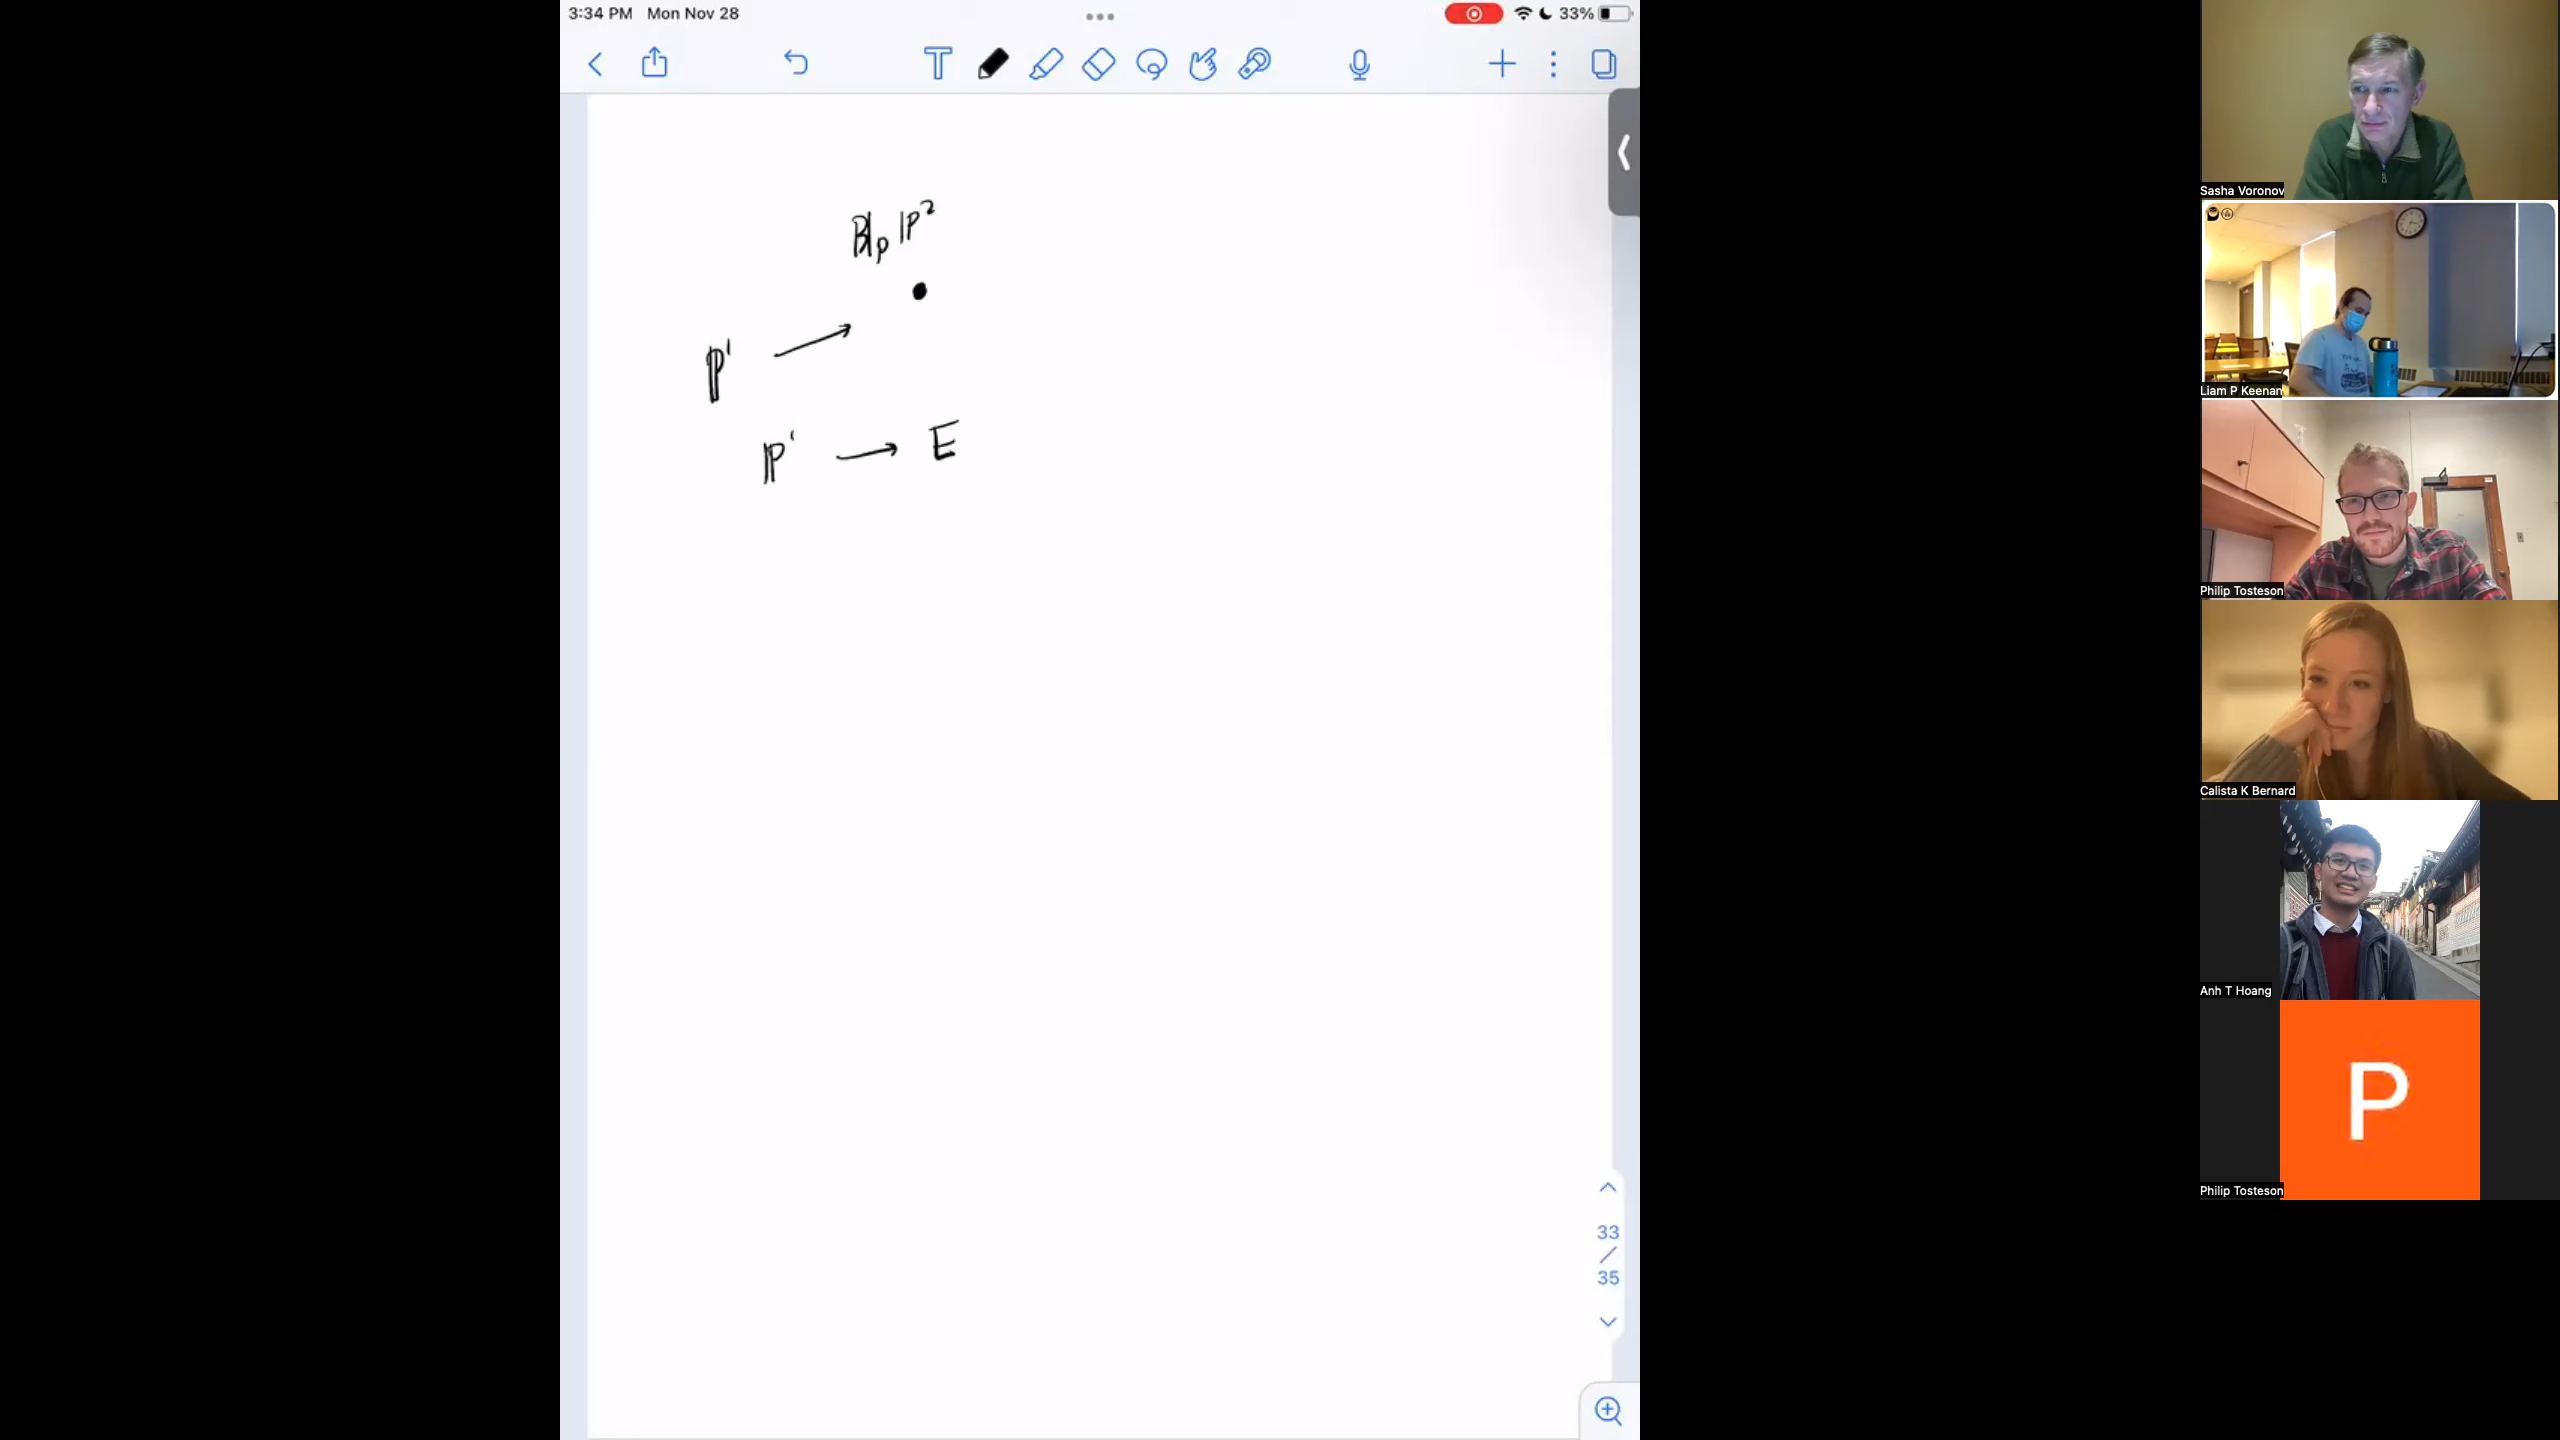 3:34 PM Mon Nov 28
33%
T
Bl_p ℙ²
ℙ¹ →
ℙ¹ → E
33
/
35
Sasha Voronov
Liam P Keenan
Philip Tosteson
Calista K Bernard
Anh T Hoang
P
Philip Tosteson